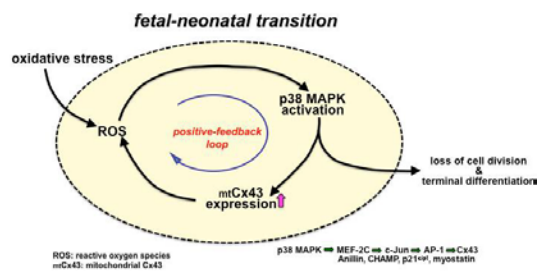 fetal-neonatal transition
oxidative stress
ROS
p38 MAPK
activation
positive-feedback
loop
mtCx43
expression
loss of cell division
&
terminal differentiation
p38 MAPK MEF-2C c-Jun AP-1 Cx43
Anillin, CHAMP, p21, myostatin
ROS: reactive oxygen species
mtCx43: mitochondrial Cx43